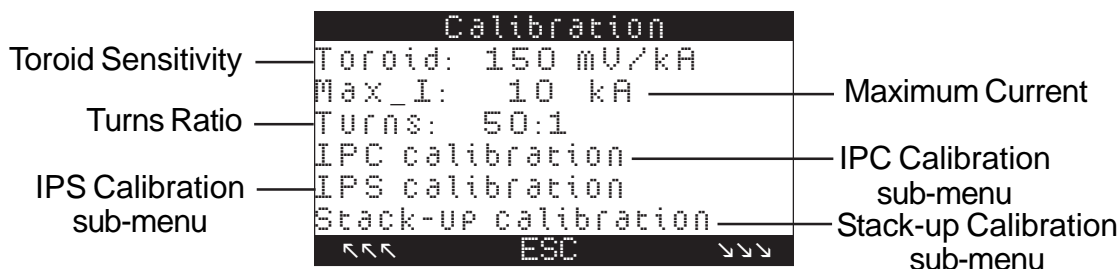 Calibration
Toroid Sensitivity
Toroid: 150 mV/kA
Max_I: 10 kA
Maximum Current
Turns Ratio
Turns: 50:1
IPC calibration
IPC Calibration
sub-menu
IPS Calibration
sub-menu
IPS calibration
Stack-up calibration
Stack-up Calibration
sub-menu
↖↖↖ ESC ↘↘↘